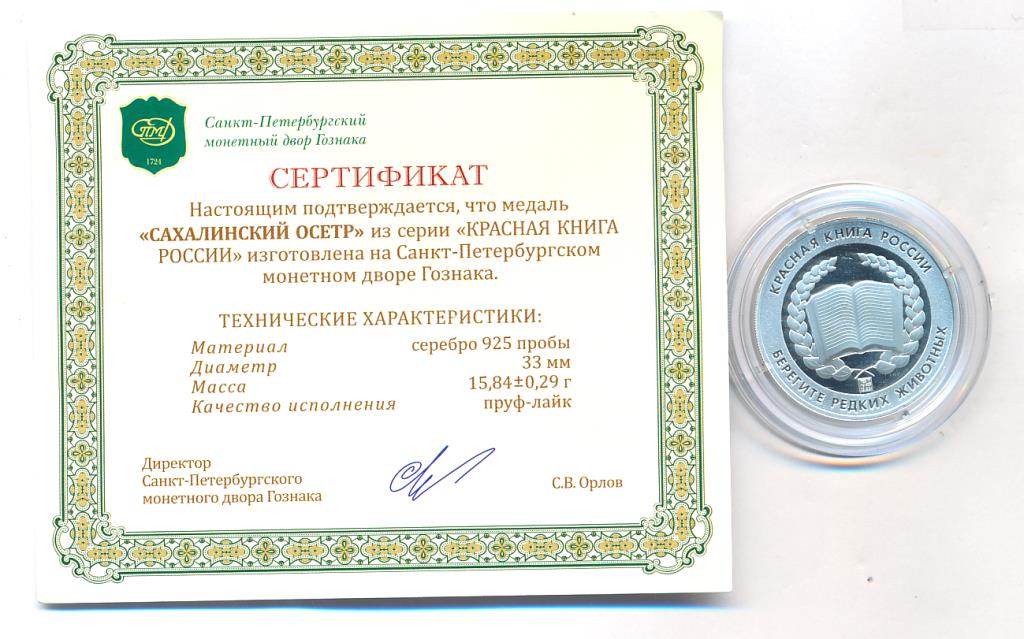 СПМД
1724
Санкт-Петербургский
монетный двор Гознака
СЕРТИФИКАТ
Настоящим подтверждается, что медаль
«САХАЛИНСКИЙ ОСЕТР» из серии «КРАСНАЯ КНИГА
РОССИИ» изготовлена на Санкт-Петербургском
монетном дворе Гознака.
ТЕХНИЧЕСКИЕ ХАРАКТЕРИСТИКИ:
Материал серебро 925 пробы
Диаметр 33 мм
Масса 15,84±0,29 г
Качество исполнения пруф-лайк
Директор
Санкт-Петербургского
монетного двора Гознака
С.В. Орлов
КРАСНАЯ КНИГА РОССИИ
БЕРЕГИТЕ РЕДКИХ ЖИВОТНЫХ